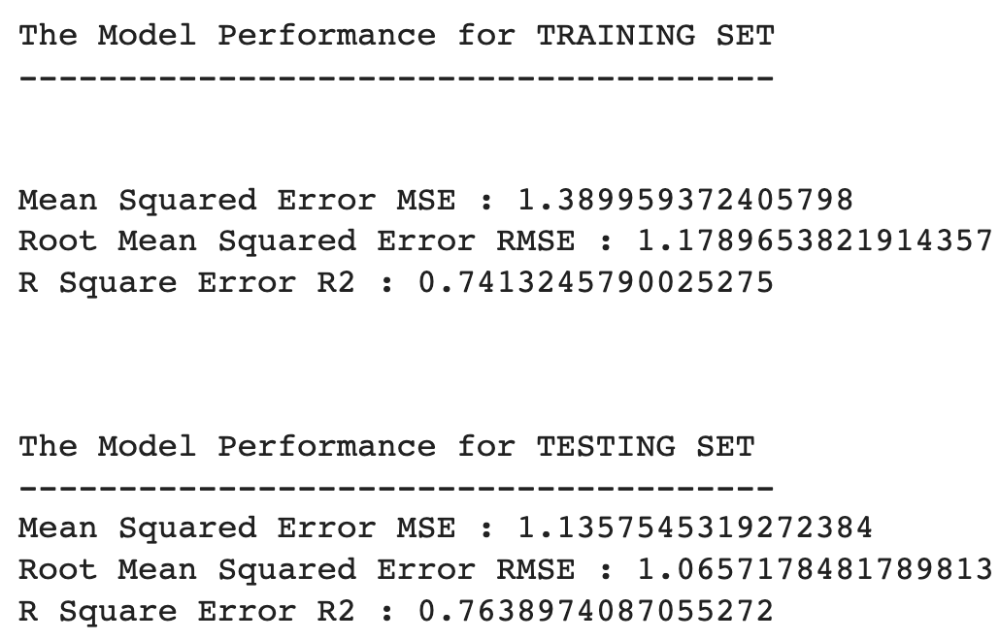 The Model Performance for TRAINING SET
--------------------------------------
Mean Squared Error MSE : 1.389959372405798
Root Mean Squared Error RMSE : 1.1789653821914357
R Square Error R2 : 0.7413245790025275
The Model Performance for TESTING SET
--------------------------------------
Mean Squared Error MSE : 1.1357545319272384
Root Mean Squared Error RMSE : 1.0657178481789813
R Square Error R2 : 0.7638974087055272